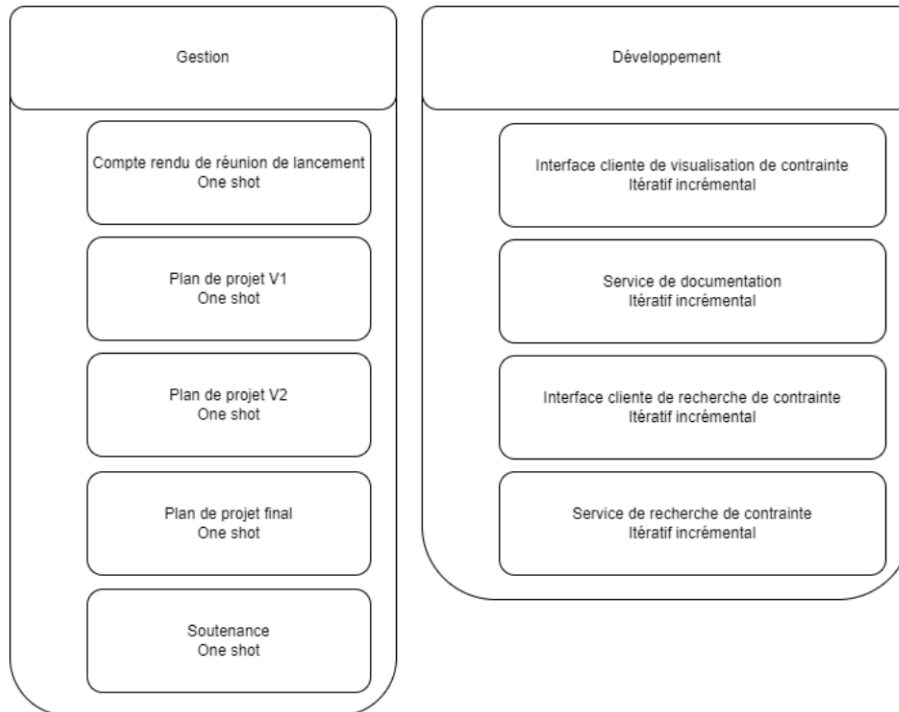 Gestion
Compte rendu de réunion de lancement
One shot
Plan de projet V1
One shot
Plan de projet V2
One shot
Plan de projet final
One shot
Soutenance
One shot
Développement
Interface cliente de visualisation de contrainte
Itératif incrémental
Service de documentation
Itératif incrémental
Interface cliente de recherche de contrainte
Itératif incrémental
Service de recherche de contrainte
Itératif incrémental